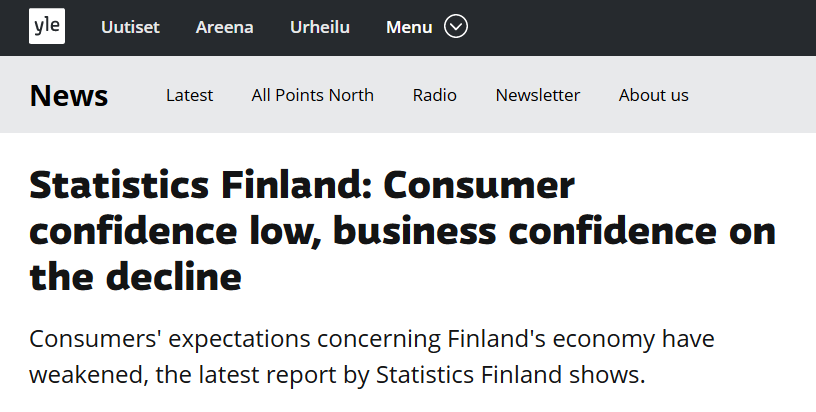 yle Uutiset Areena Urheilu Menu
News Latest All Points North Radio Newsletter About us
Statistics Finland: Consumer
confidence low, business confidence on
the decline
Consumers' expectations concerning Finland's economy have
weakened, the latest report by Statistics Finland shows.